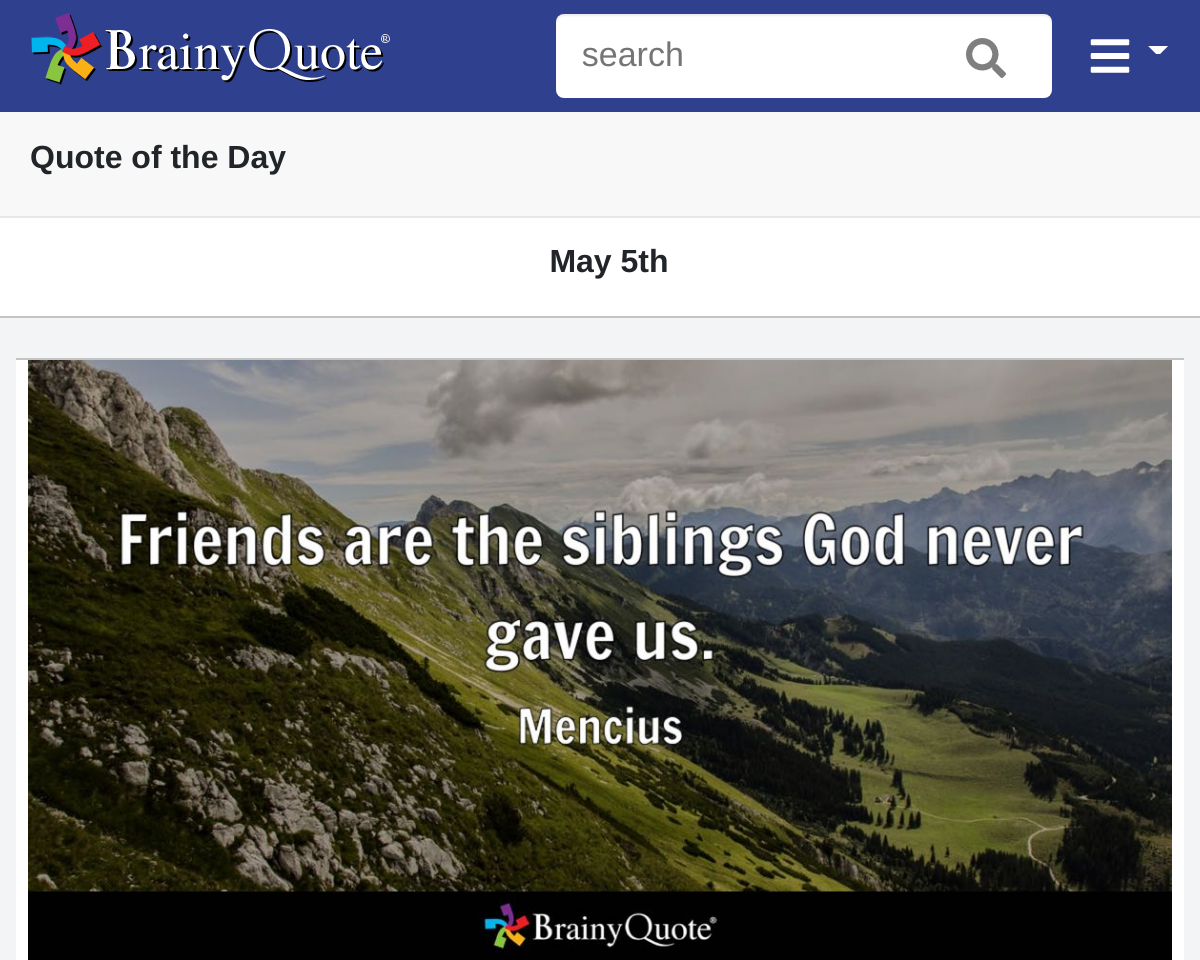 BrainyQuote®
search
Quote of the Day
May 5th
Friends are the siblings God never
gave us.
Mencius
BrainyQuote®